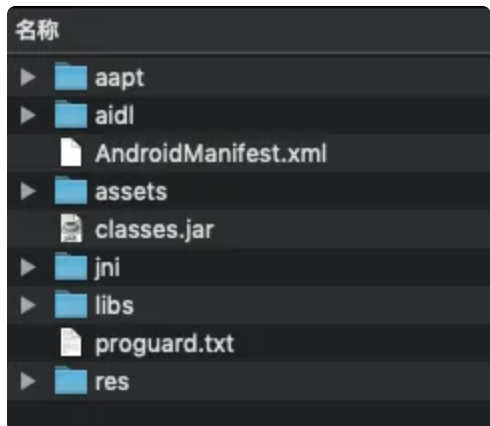 名称
aapt
aidl
AndroidManifest.xml
assets
classes.jar
jni
libs
proguard.txt
res